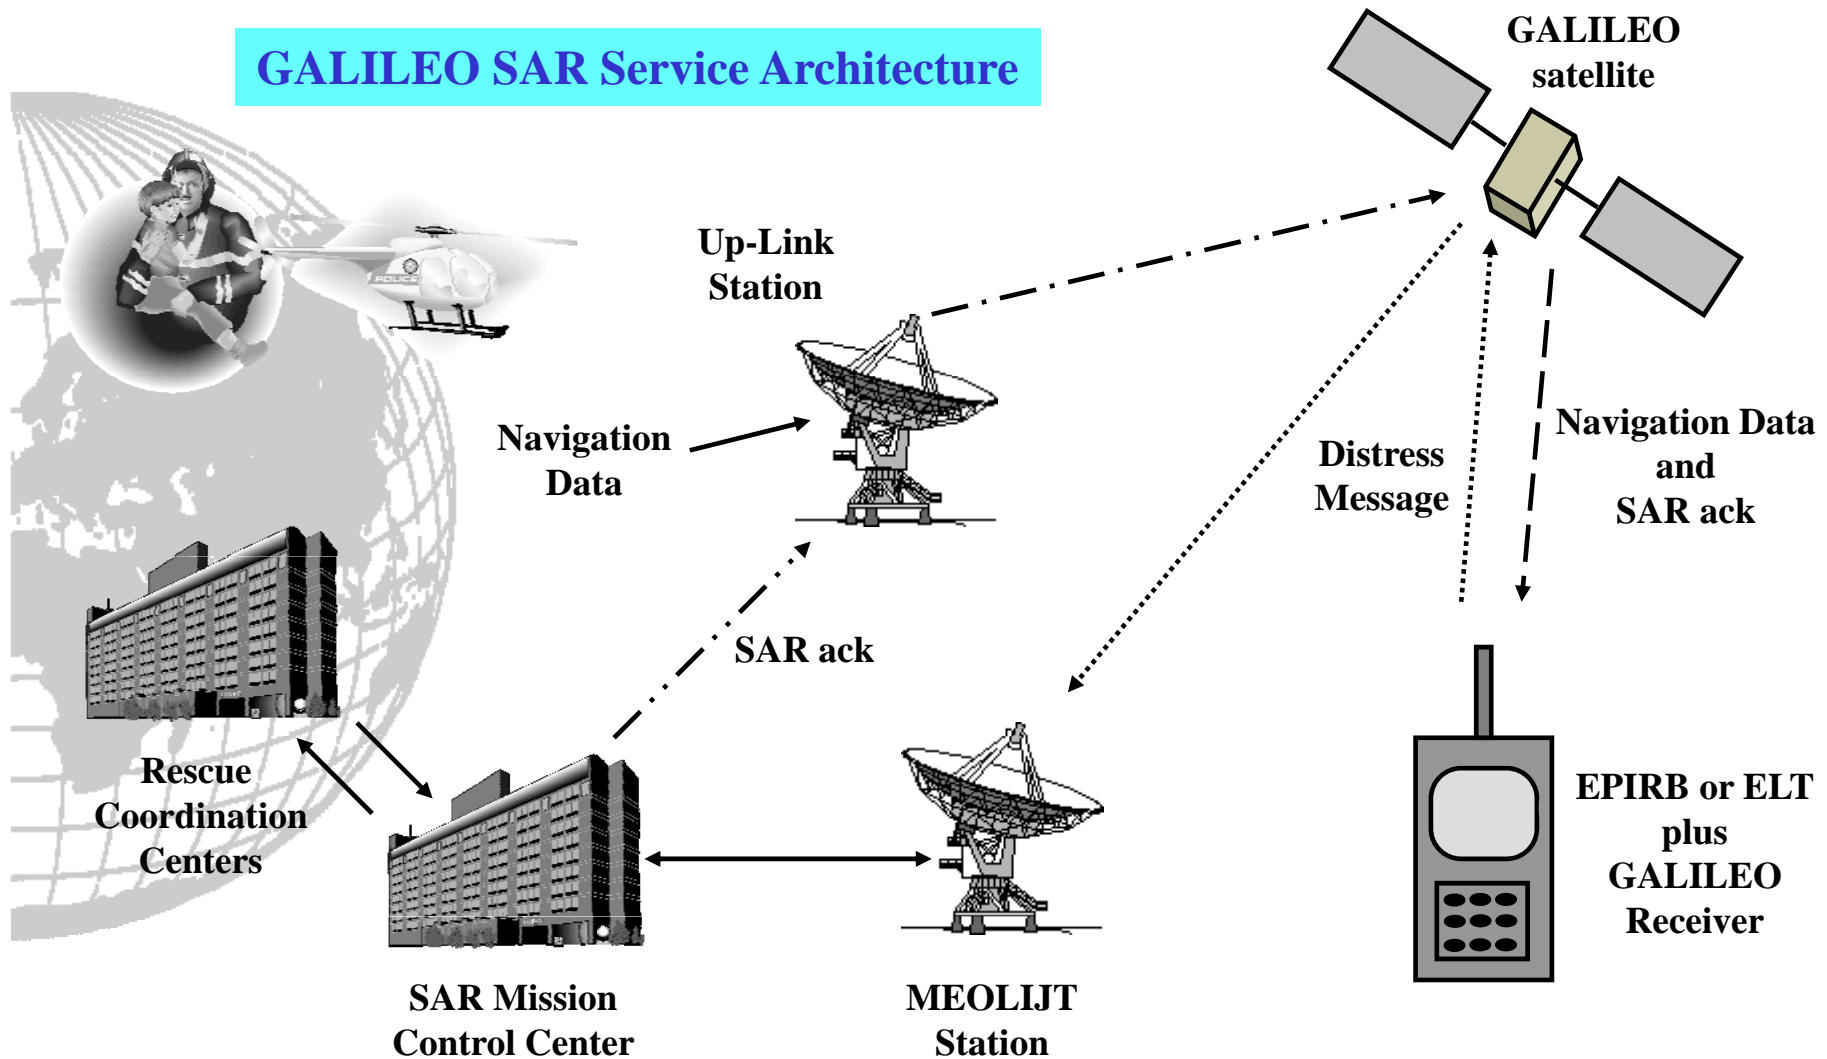 GALILEO SAR Service Architecture
GALILEO
satellite
POLICE
Up-Link
Station
Navigation
Data
Distress
Message
Navigation Data
and
SAR ack
SAR ack
Rescue
Coordination
Centers
EPIRB or ELT
plus
GALILEO
Receiver
SAR Mission
Control Center
MEOLIJT
Station